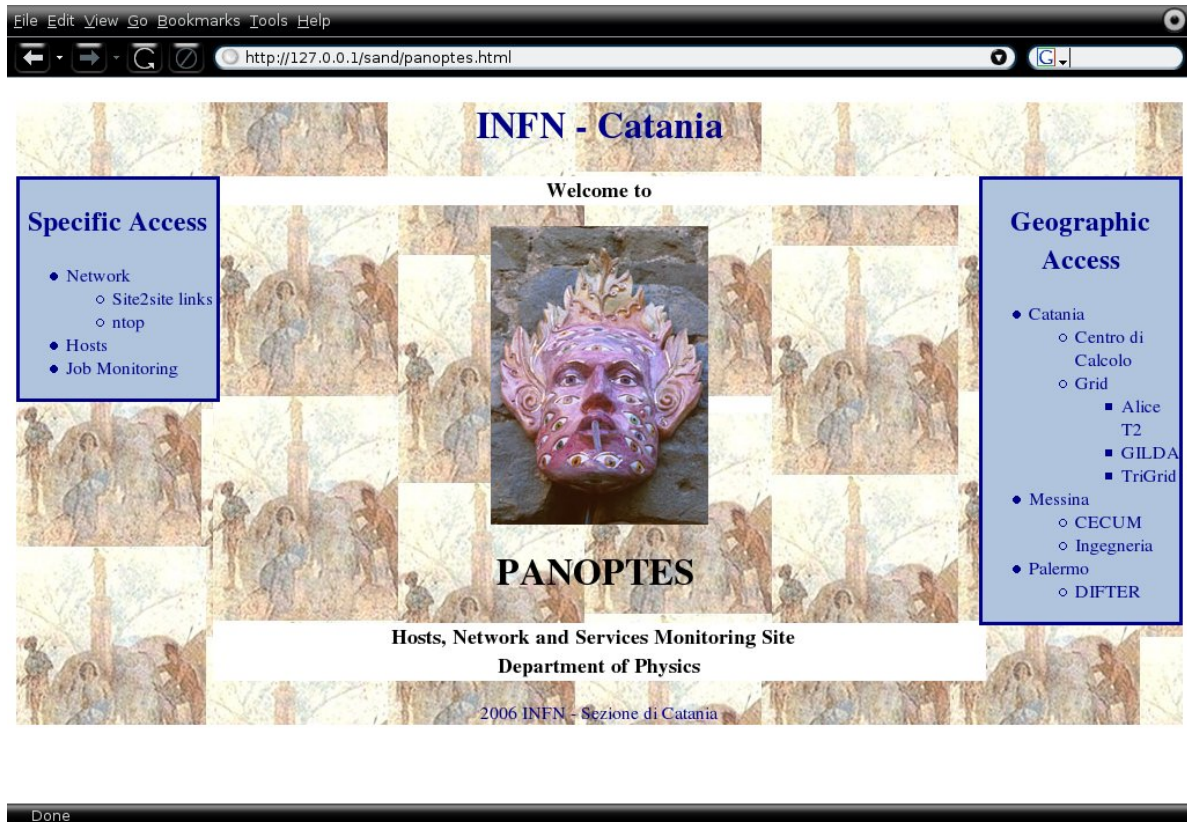 File Edit View Go Bookmarks Tools Help
http://127.0.0.1/sand/panoptes.html
G
INFN - Catania
Specific Access
Network
Site2site links
ntop
Hosts
Job Monitoring
Welcome to
PANOPTES
Hosts, Network and Services Monitoring Site
Department of Physics
2006 INFN - Sezione di Catania
Geographic
Access
Catania
Centro di
Calcolo
Grid
Alice
T2
GILDA
TriGrid
Messina
CECUM
Ingegneria
Palermo
DIFTER
Done